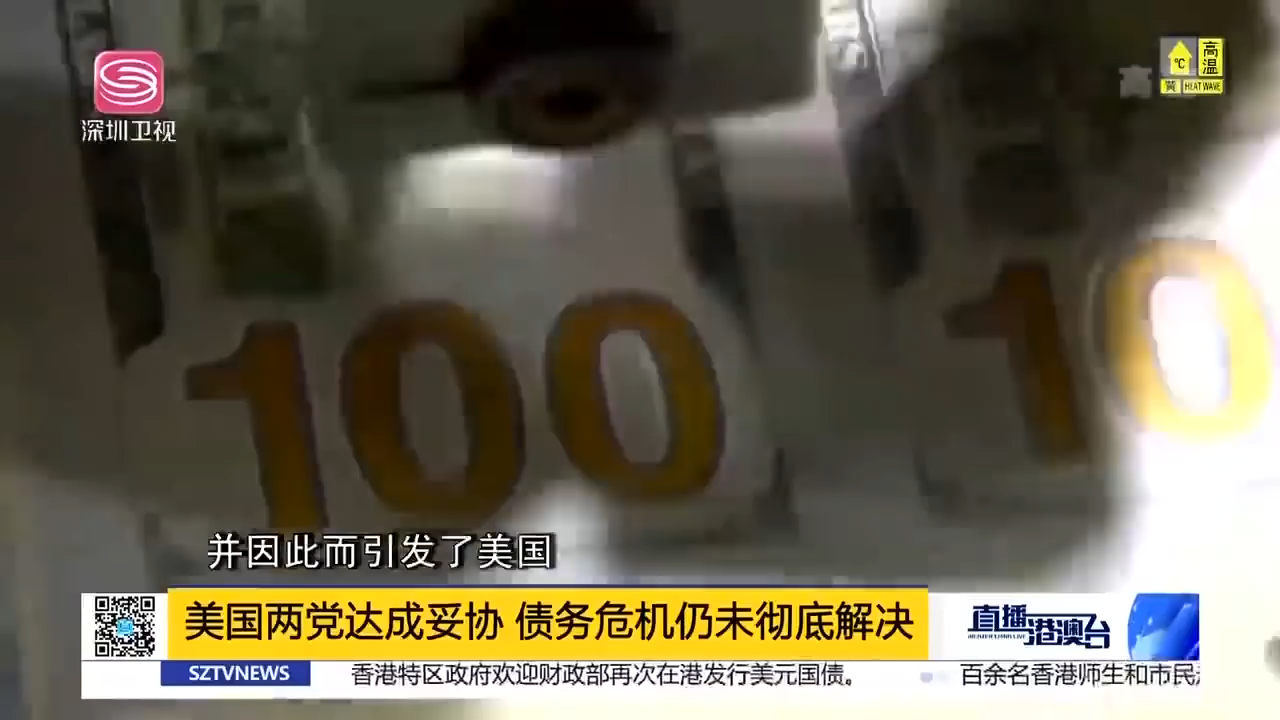 深圳卫视
℃
高温
黄 HEAT WAVE
100
10
并因此而引发了美国
美国两党达成妥协 债务危机仍未彻底解决
直播港澳台
SZTVNEWS
香港特区政府欢迎财政部再次在港发行美元国债。
百余名香港师生和市民